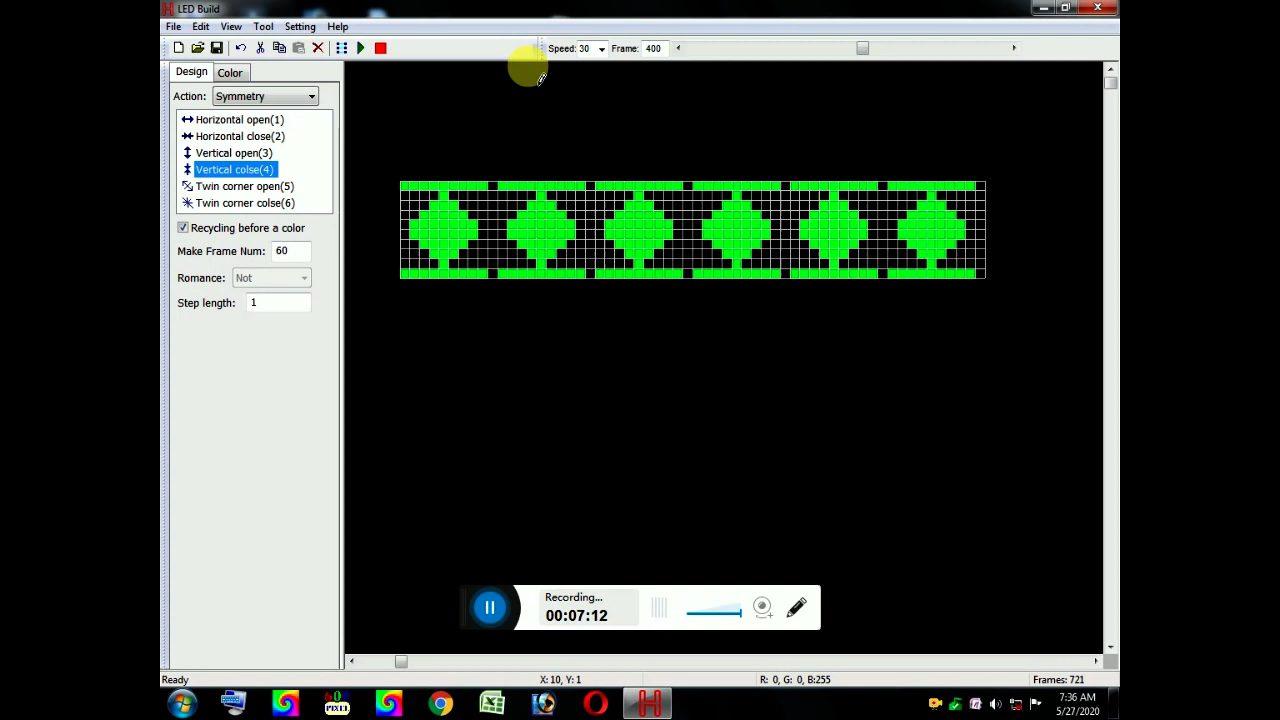 LED Build
File Edit View Tool Setting Help
Speed: 30 Frame: 400
Design Color
Action: Symmetry
Horizontal open(1)
Horizontal close(2)
Vertical open(3)
Vertical colse(4)
Twin corner open(5)
Twin corner colse(6)
Recycling before a color
Make Frame Num: 60
Romance: Not
Step length: 1
Recording...
00:07:12
Ready X: 10, Y: 1 R: 0, G: 0, B:255 Frames: 721
PIXEL
7:36 AM
5/27/2020